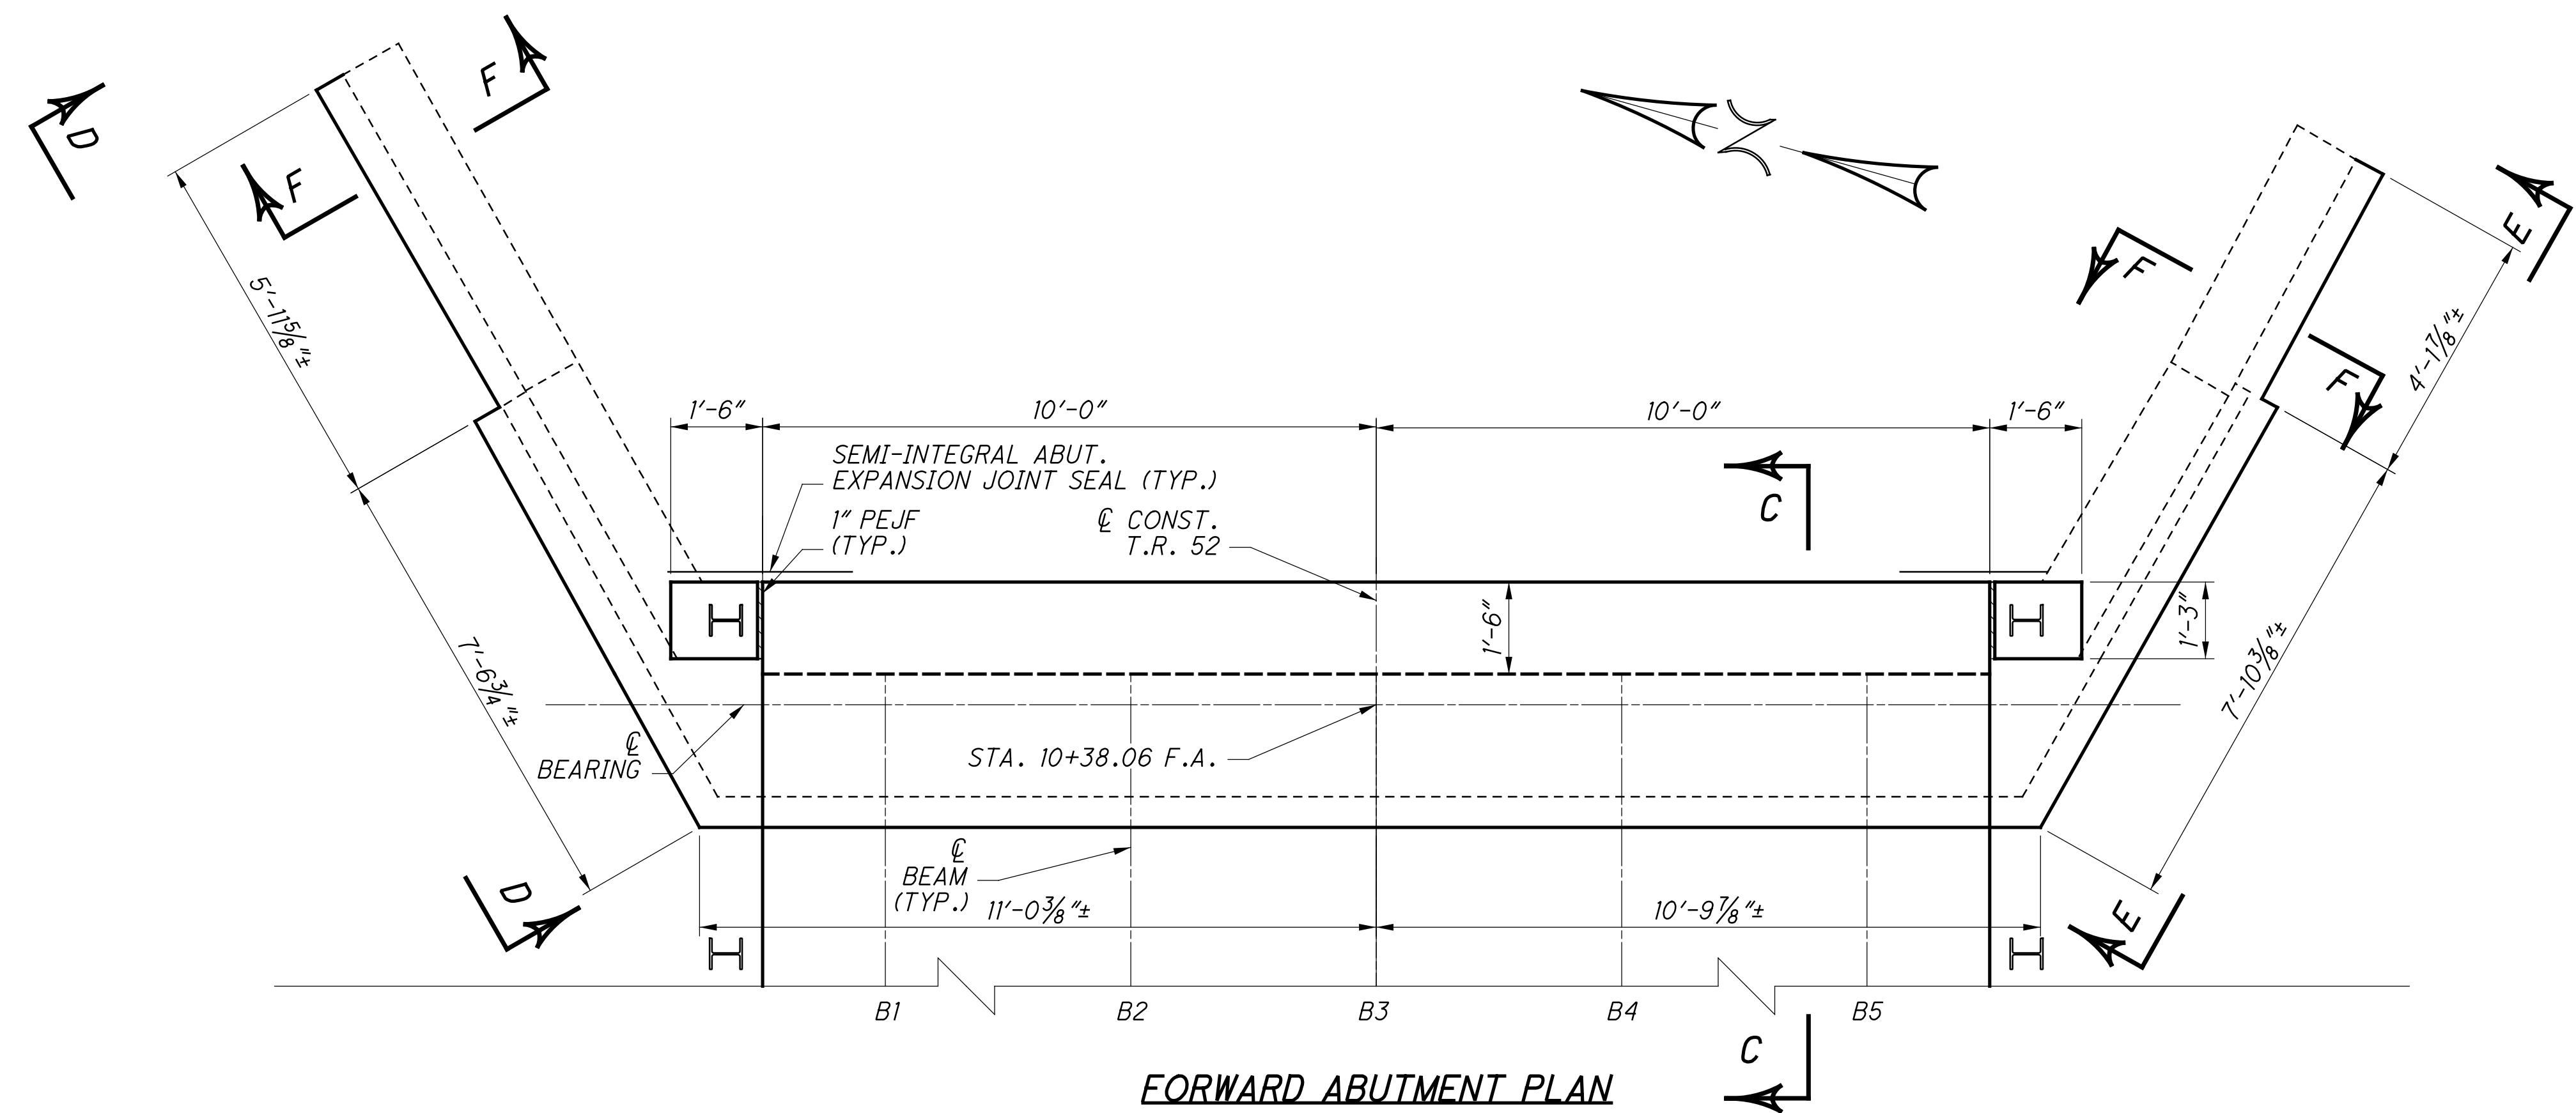 F
D
F
E
F
F
5'-11⅝"±
4'-1⅞"±
1'-6"
10'-0"
10'-0"
1'-6"
SEMI-INTEGRAL ABUT.
EXPANSION JOINT SEAL (TYP.)
1" PEJF
(TYP.)
℄ CONST.
T.R. 52
C
1'-6"
1'-3"
7'-6¾"±
7'-10⅜"±
℄
BEARING
STA. 10+38.06 F.A.
℄
BEAM
(TYP.)
D
11'-0⅜"±
10'-9⅞"±
E
B1
B2
B3
B4
B5
C
FORWARD ABUTMENT PLAN